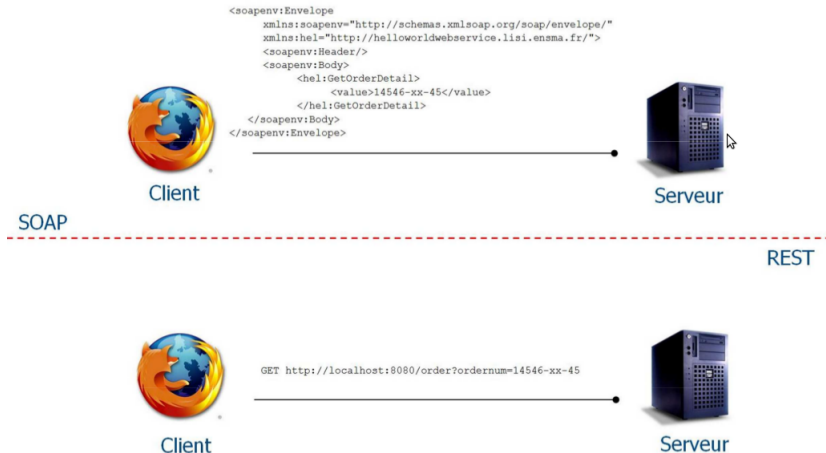 <soapenv:Envelope
xmlns:soapenv="http://schemas.xmlsoap.org/soap/envelope/"
xmlns:hel="http://helloworldwebservice.lisi.ensma.fr/">
<soapenv:Header/>
<soapenv:Body>
<hel:GetOrderDetail>
<value>14546-xx-45</value>
</hel:GetOrderDetail>
</soapenv:Body>
</soapenv:Envelope>
Client
Serveur
SOAP
REST
GET http://localhost:8080/order?ordernum=14546-xx-45
Client
Serveur